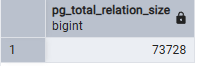 pg_total_relation_size
bigint
1 73728